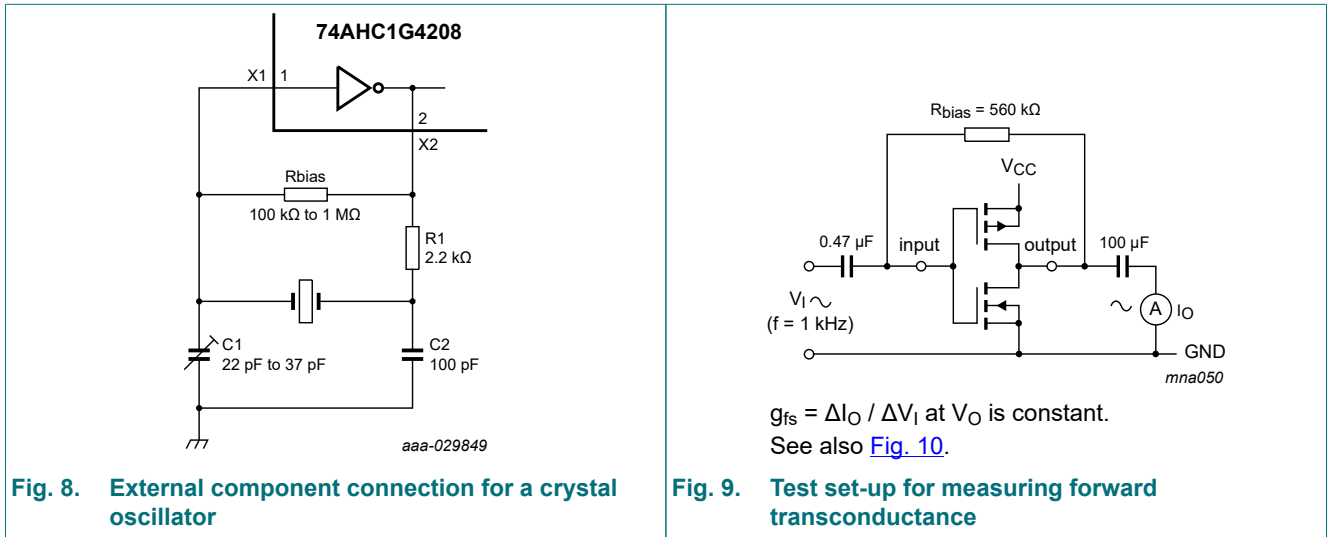 74AHC1G4208
X1
1
2
X2
Rbias
100 kΩ to 1 MΩ
R1
2.2 kΩ
C1
22 pF to 37 pF
C2
100 pF
aaa-029849
Fig. 8. External component connection for a crystal
oscillator
Rbias = 560 kΩ
VCC
0.47 µF
input
output
100 µF
VI
(f = 1 kHz)
A
IO
GND
mna050
gfs = ΔIO / ΔVI at VO is constant.
See also Fig. 10.
Fig. 9. Test set-up for measuring forward
transconductance